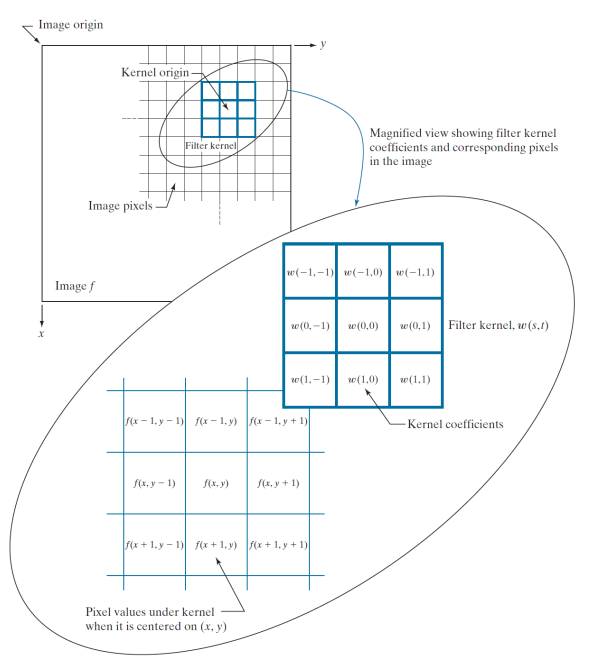 Image origin
y
Kernel origin
Filter kernel
Magnified view showing filter kernel
coefficients and corresponding pixels
in the image
Image pixels
Image f
x
w(−1,−1) w(−1,0) w(−1,1)
w(0,−1) w(0,0) w(0,1) Filter kernel, w(s,t)
w(1,−1) w(1,0) w(1,1)
Kernel coefficients
f(x − 1, y − 1) f(x − 1, y) f(x − 1, y + 1)
f(x, y − 1) f(x, y) f(x, y + 1)
f(x + 1, y − 1) f(x + 1, y) f(x + 1, y + 1)
Pixel values under kernel
when it is centered on (x, y)